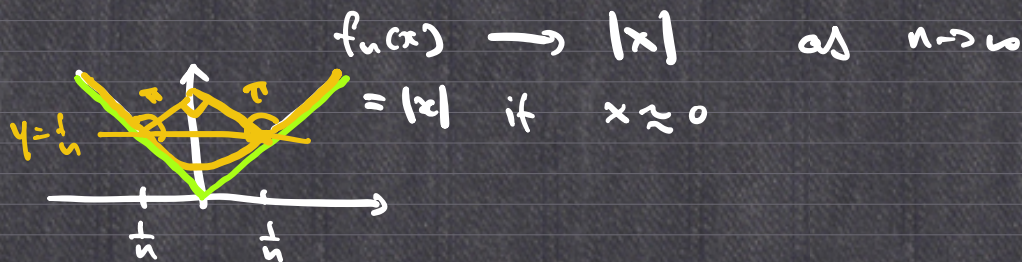 fₙ(x) → |x| as n→∞
= |x| if x ≈ 0
y = 1/n
1/n 1/n